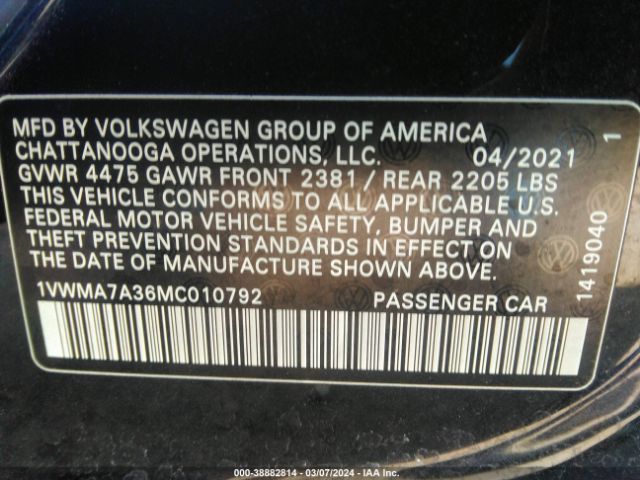 MFD BY VOLKSWAGEN GROUP OF AMERICA
CHATTANOOGA OPERATIONS, LLC. 04/2021
GVWR 4475 GAWR FRONT 2381 / REAR 2205 LBS
THIS VEHICLE CONFORMS TO ALL APPLICABLE U.S.
FEDERAL MOTOR VEHICLE SAFETY, BUMPER AND
THEFT PREVENTION STANDARDS IN EFFECT ON
THE DATE OF MANUFACTURE SHOWN ABOVE.
1VWMA7A36MC010792 PASSENGER CAR
1419040 1
000-38882814 - 03/07/2024 - IAAI.com